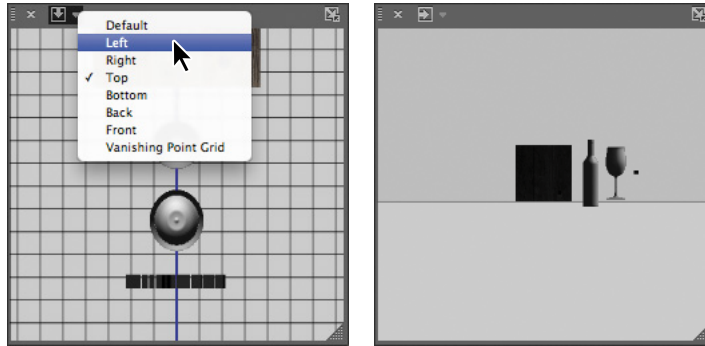 Default
Left
Right
✓ Top
Bottom
Back
Front
Vanishing Point Grid